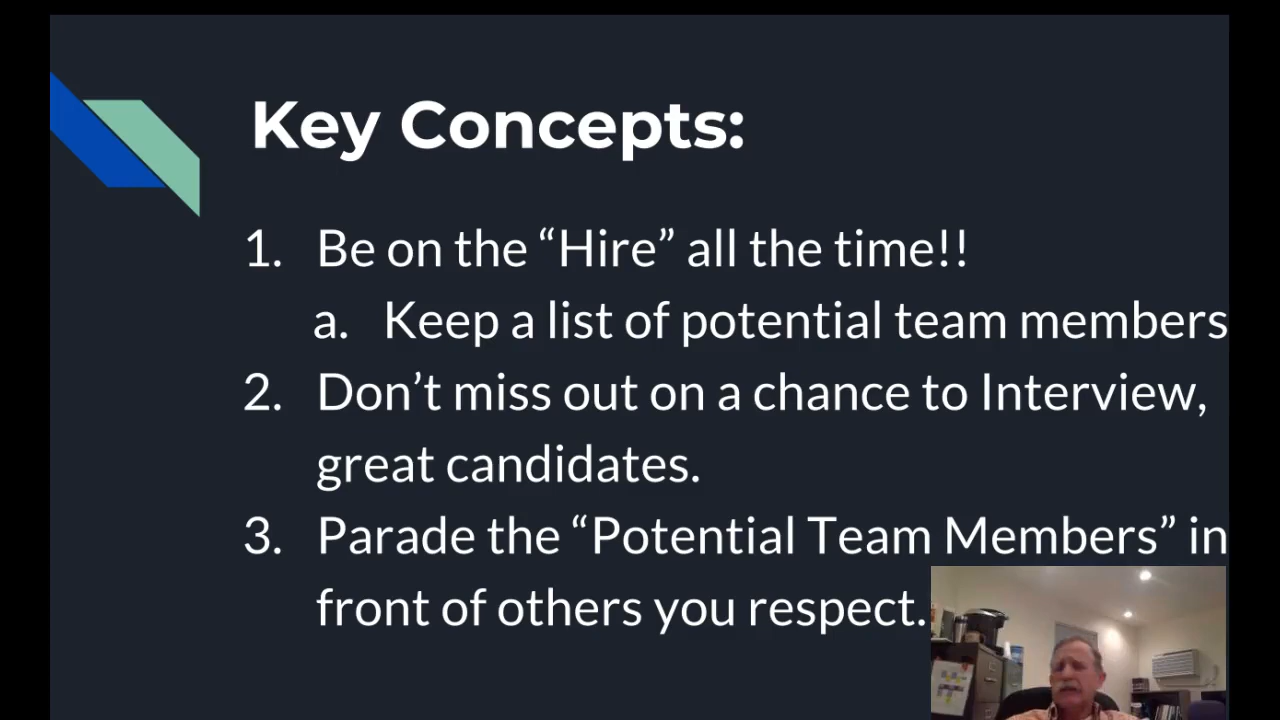 Key Concepts:
1. Be on the “Hire” all the time!!
a. Keep a list of potential team members
2. Don’t miss out on a chance to Interview,
great candidates.
3. Parade the “Potential Team Members” in
front of others you respect.